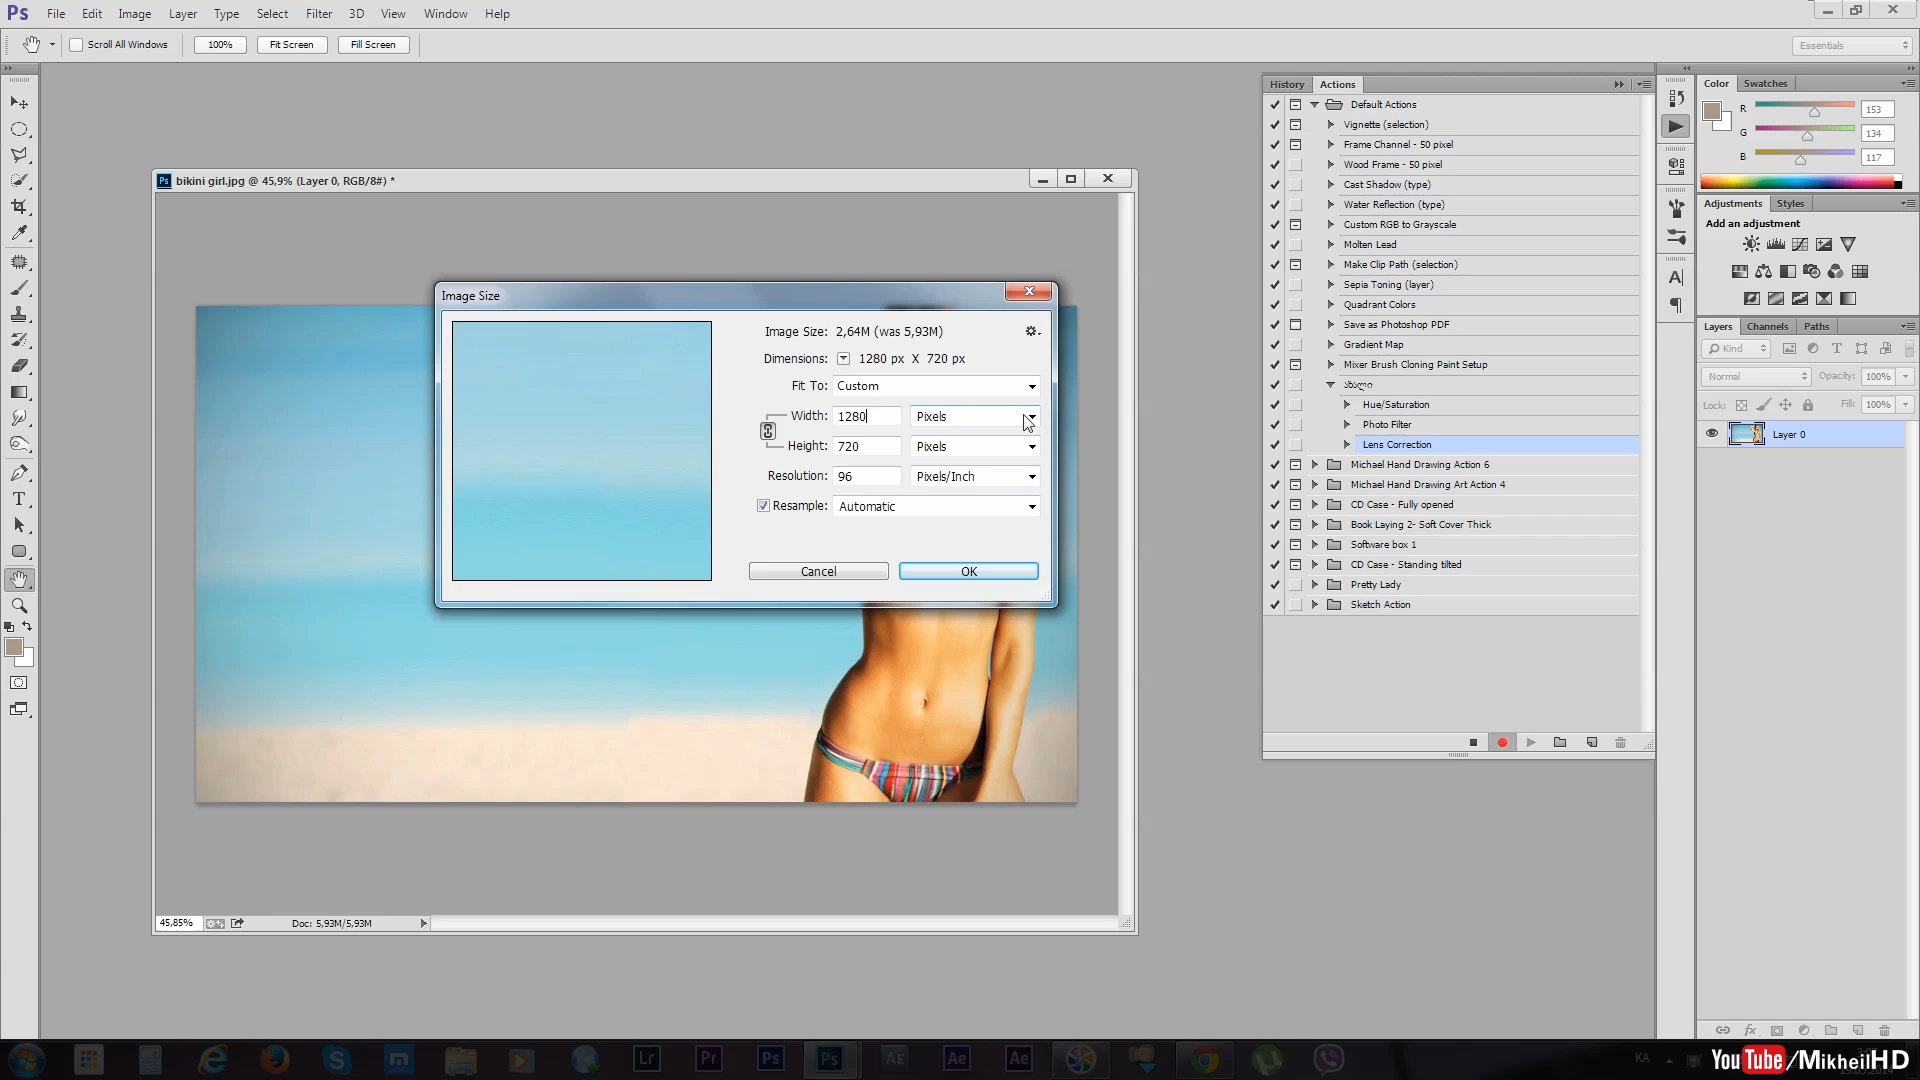 Ps File Edit Image Layer Type Select Filter 3D View Window Help
Scroll All Windows 100% Fit Screen Fill Screen Essentials
bikini girl.jpg @ 45,9% (Layer 0, RGB/8#) *
Image Size
Image Size: 2,64M (was 5,93M)
Dimensions: 1280 px X 720 px
Fit To: Custom
Width: 1280 Pixels
Height: 720 Pixels
Resolution: 96 Pixels/Inch
Resample: Automatic
Cancel OK
45,85% Doc: 5,93M/5,93M
History Actions
Default Actions
Vignette (selection)
Frame Channel - 50 pixel
Wood Frame - 50 pixel
Cast Shadow (type)
Water Reflection (type)
Custom RGB to Grayscale
Molten Lead
Make Clip Path (selection)
Sepia Toning (layer)
Quadrant Colors
Save as Photoshop PDF
Gradient Map
Mixer Brush Cloning Paint Setup
ახალი
Hue/Saturation
Photo Filter
Lens Correction
Michael Hand Drawing Action 6
Michael Hand Drawing Art Action 4
CD Case - Fully opened
Book Laying 2- Soft Cover Thick
Software box 1
CD Case - Standing tilted
Pretty Lady
Sketch Action
Color Swatches
R 153
G 134
B 117
Adjustments Styles
Add an adjustment
Layers Channels Paths
Kind
Normal Opacity: 100%
Lock: Fill: 100%
Layer 0
Lr Pr Ps Ps Ae Ae Ae
KA
YouTube/MikheilHD